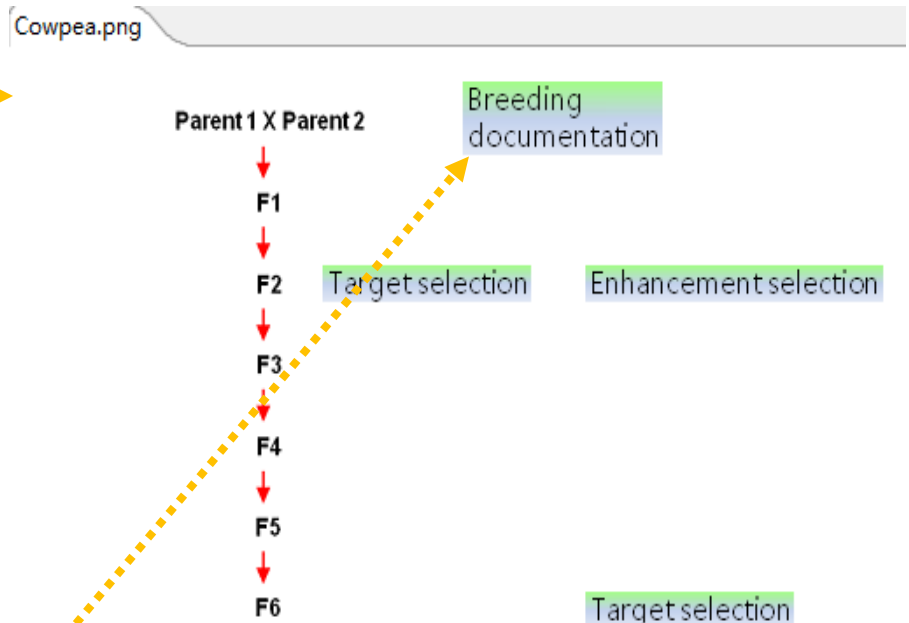 Cowpea.png
Breeding
documentation
Parent 1 X Parent 2
F1
F2 Target selection Enhancement selection
F3
F4
F5
F6 Target selection